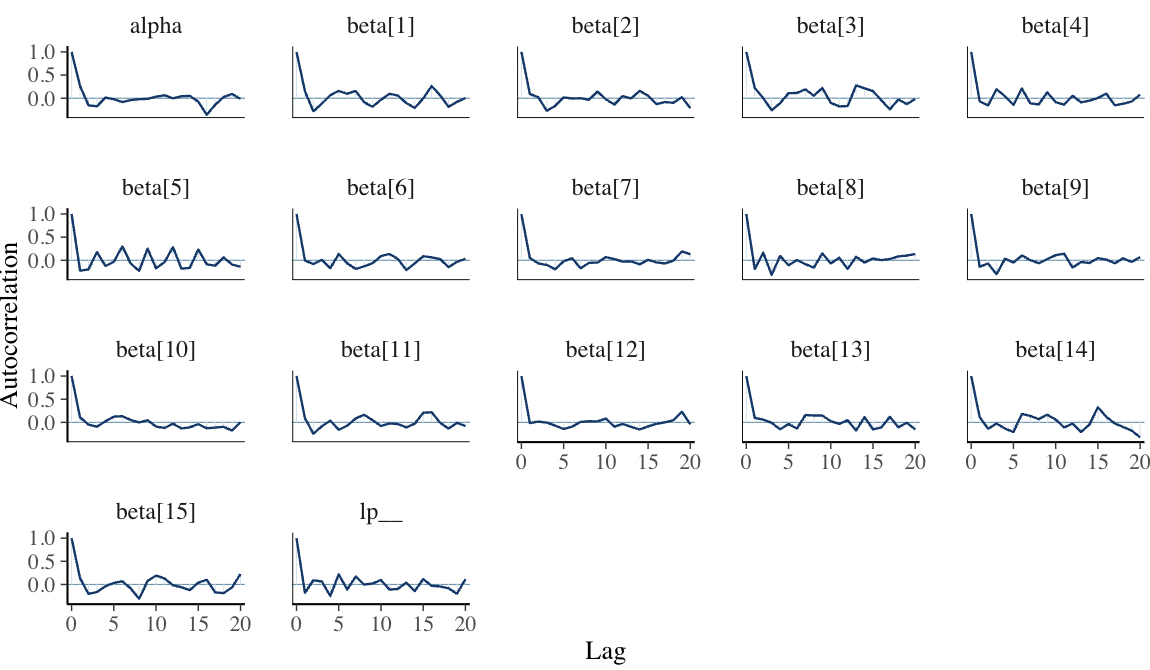 alpha beta[1] beta[2] beta[3] beta[4]
1.0
0.5
0.0
beta[5] beta[6] beta[7] beta[8] beta[9]
1.0
0.5
0.0
Autocorrelation
beta[10] beta[11] beta[12] beta[13] beta[14]
1.0
0.5
0.0
0 5 10 15 20 0 5 10 15 20 0 5 10 15 20
beta[15] lp__
1.0
0.5
0.0
0 5 10 15 20 0 5 10 15 20
Lag